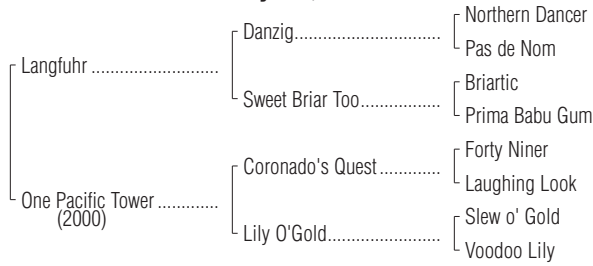 Northern Dancer
Danzig..............................
Pas de Nom
Langfuhr ..........................
Briartic
Sweet Briar Too.................
Prima Babu Gum
Forty Niner
Coronado's Quest.............
Laughing Look
One Pacific Tower .............
(2000)
Slew o' Gold
Lily O'Gold........................
Voodoo Lily